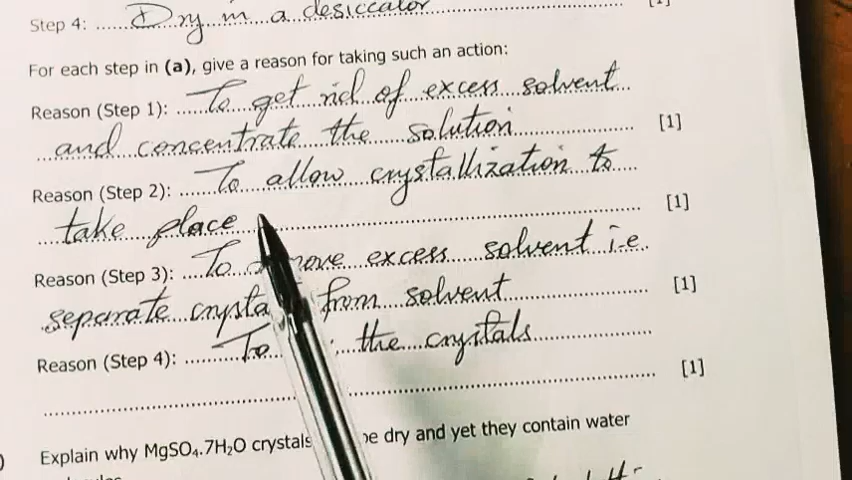 Step 4: ......Dry in a desiccator [1]
For each step in (a), give a reason for taking such an action:
Reason (Step 1): ......To get rid of excess solvent
and concentrate the solution [1]
Reason (Step 2): ......To allow crystallization to
take place [1]
Reason (Step 3): ...To excess solvent i.e.
separate from solvent [1]
Reason (Step 4): ......To the crystals
[1]
Explain why MgSO₄.7H₂O crystals dry and yet they contain water